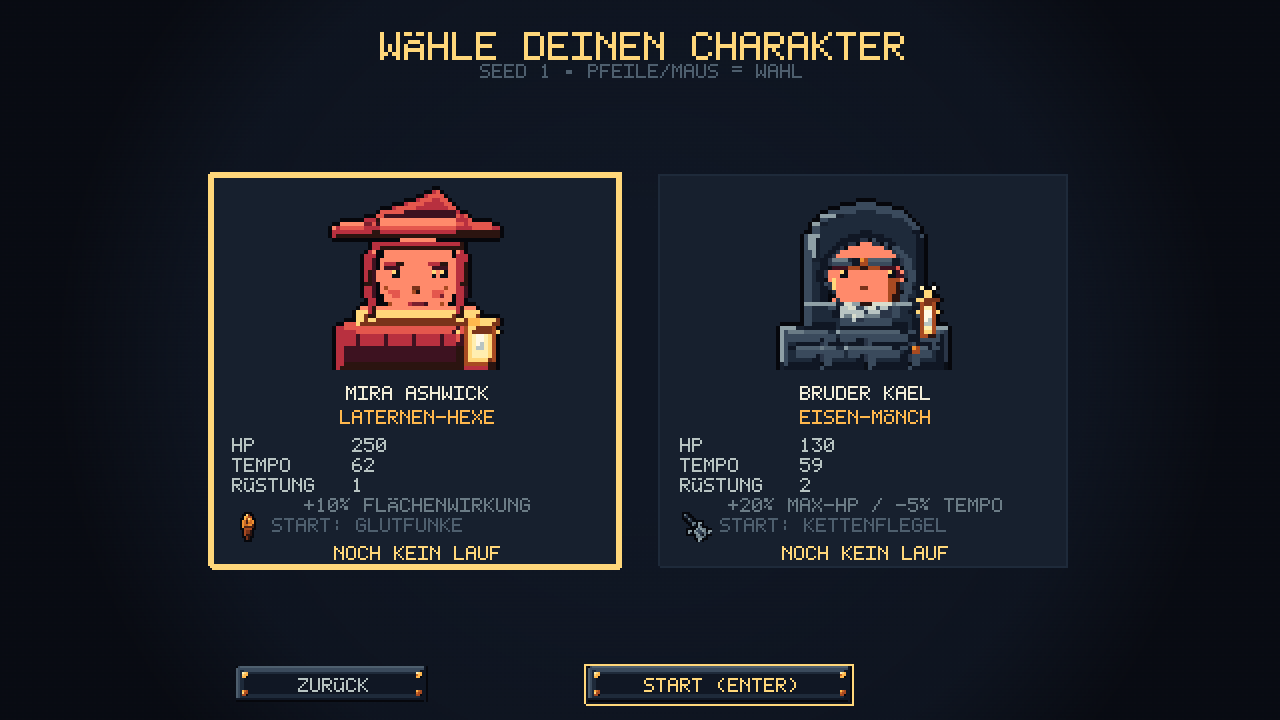 WÄHLE DEINEN CHARAKTER
SEED 1 - PFEILE/MAUS = WAHL
MIRA ASHWICK
LATERNEN-HEXE
HP 250
TEMPO 62
RÜSTUNG 1
+10% FLÄCHENWIRKUNG
START: GLUTFUNKE
NOCH KEIN LAUF
BRUDER KAEL
EISEN-MÖNCH
HP 130
TEMPO 59
RÜSTUNG 2
+20% MAX-HP / -5% TEMPO
START: KETTENFLEGEL
NOCH KEIN LAUF
ZURÜCK
START (ENTER)